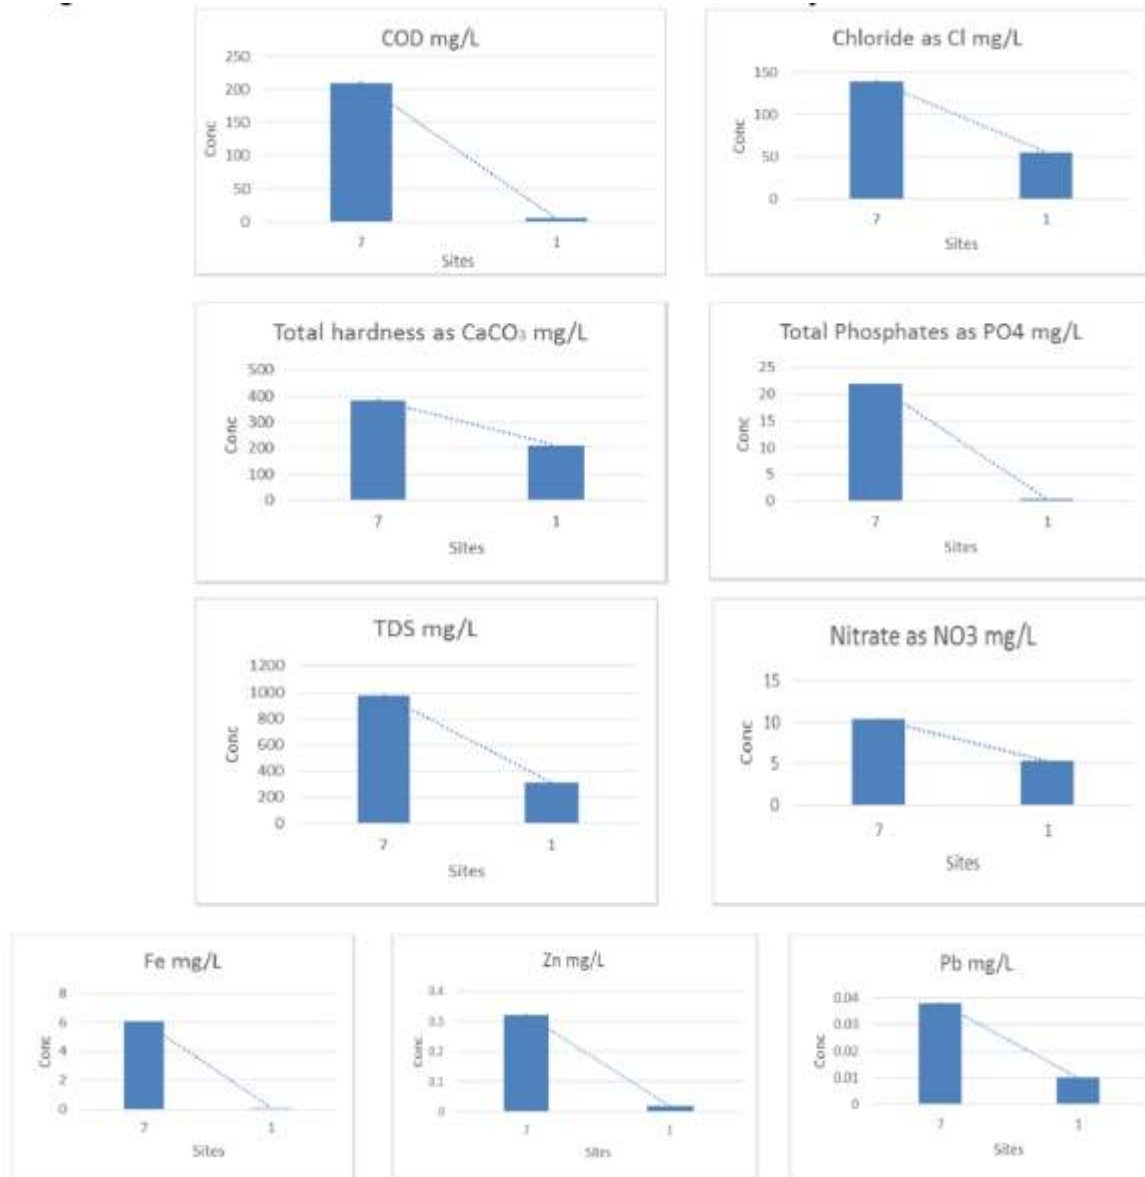 COD mg/L
250
200
150
100
50
0
Conc
7
1
Sites
Chloride as Cl mg/L
150
100
50
0
Conc
7
1
Sites
Total hardness as CaCO₃ mg/L
500
400
300
200
100
0
Conc
7
1
Sites
Total Phosphates as PO4 mg/L
25
20
15
10
5
0
Conc
7
1
Sites
TDS mg/L
1200
1000
800
600
400
200
0
Conc
7
1
Sites
Nitrate as NO3 mg/L
15
10
5
0
Conc
7
1
Sites
Fe mg/L
8
6
4
2
0
Conc
7
1
Sites
Zn mg/L
0.4
0.3
0.2
0.1
0
Conc
7
1
Sites
Pb mg/L
0.04
0.03
0.02
0.01
0
Conc
7
1
Sites